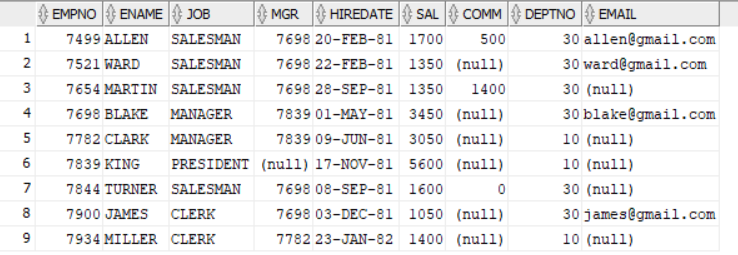 EMPNO ENAME JOB MGR HIREDATE SAL COMM DEPTNO EMAIL
1 7499 ALLEN SALESMAN 7698 20-FEB-81 1700 500 30 allen@gmail.com
2 7521 WARD SALESMAN 7698 22-FEB-81 1350 (null) 30 ward@gmail.com
3 7654 MARTIN SALESMAN 7698 28-SEP-81 1350 1400 30 (null)
4 7698 BLAKE MANAGER 7839 01-MAY-81 3450 (null) 30 blake@gmail.com
5 7782 CLARK MANAGER 7839 09-JUN-81 3050 (null) 10 (null)
6 7839 KING PRESIDENT (null) 17-NOV-81 5600 (null) 10 (null)
7 7844 TURNER SALESMAN 7698 08-SEP-81 1600 0 30 (null)
8 7900 JAMES CLERK 7698 03-DEC-81 1050 (null) 30 james@gmail.com
9 7934 MILLER CLERK 7782 23-JAN-82 1400 (null) 10 (null)